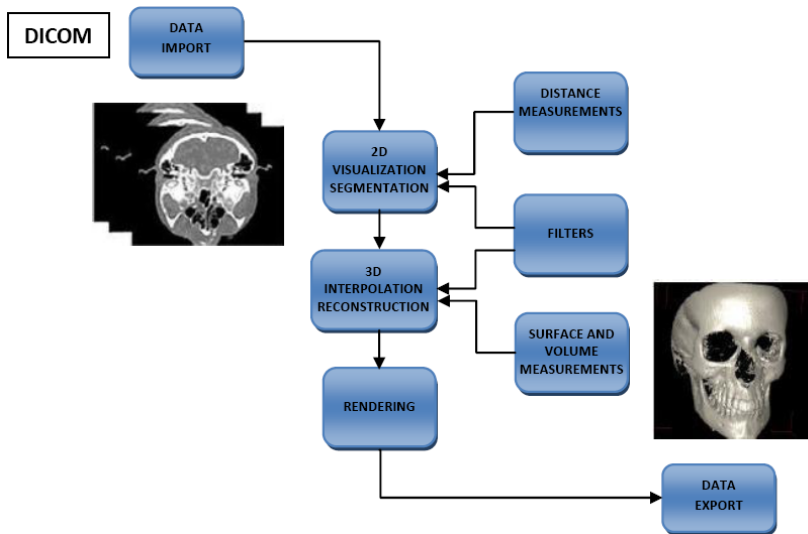 DICOM
DATA
IMPORT
DISTANCE
MEASUREMENTS
2D
VISUALIZATION
SEGMENTATION
FILTERS
3D
INTERPOLATION
RECONSTRUCTION
SURFACE AND
VOLUME
MEASUREMENTS
RENDERING
DATA
EXPORT